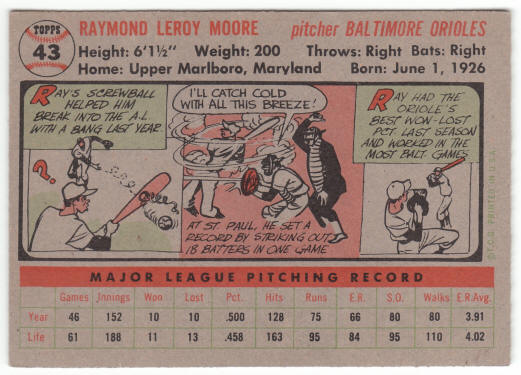 TOPPS
43
RAYMOND LEROY MOORE pitcher BALTIMORE ORIOLES
Height: 6'1½" Weight: 200 Throws: Right Bats: Right
Home: Upper Marlboro, Maryland Born: June 1, 1926
RAY'S SCREWBALL
HELPED HIM
BREAK INTO THE A.L.
WITH A BANG LAST YEAR.
?
I'LL CATCH COLD
WITH ALL THIS BREEZE!
AT ST. PAUL, HE SET A
RECORD BY STRIKING OUT
18 BATTERS IN ONE GAME
RAY HAD THE
ORIOLE'S
BEST WON-LOST
PCT. LAST SEASON
AND WORKED IN THE
MOST BALT. GAMES
© T.C.G. PRINTED IN U.S.A.
MAJOR LEAGUE PITCHING RECORD
Games Innings Won Lost Pct. Hits Runs E.R. S.O. Walks E.R.Avg.
Year 46 152 10 10 .500 128 75 66 80 80 3.91
Life 61 188 11 13 .458 163 95 84 95 110 4.02